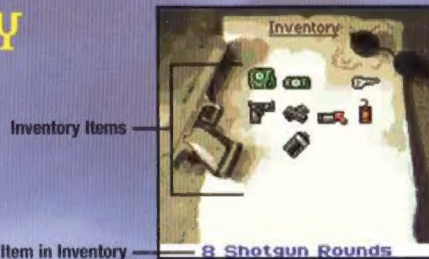 Y
Inventory
Inventory Items
Item in Inventory
8 Shotgun Rounds